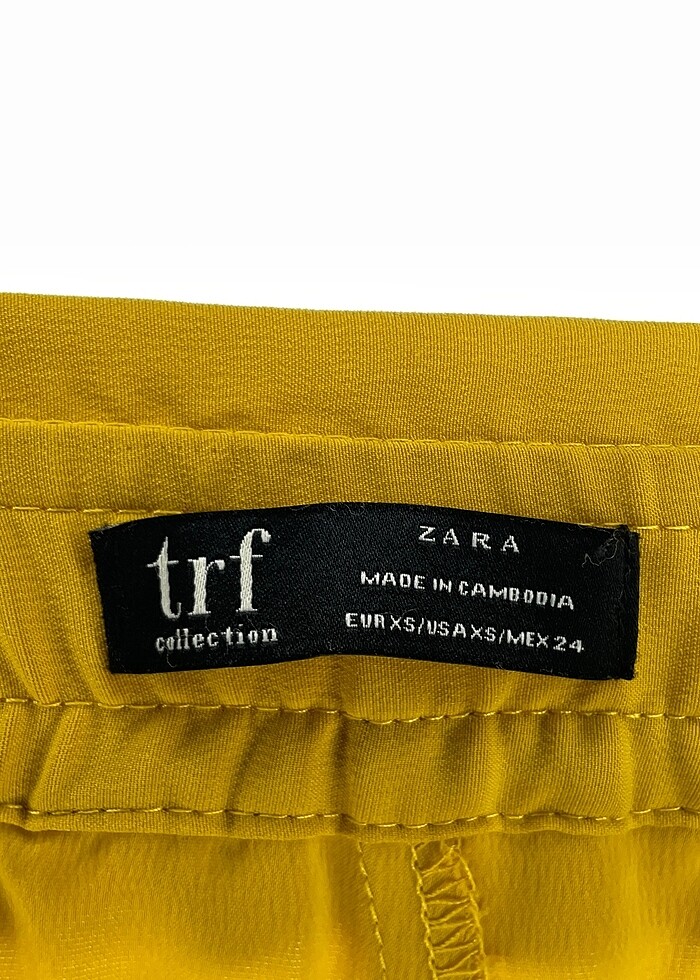 trf
collection
ZARA
MADE IN CAMBODIA
EUR XS/USA XS/MEX 24